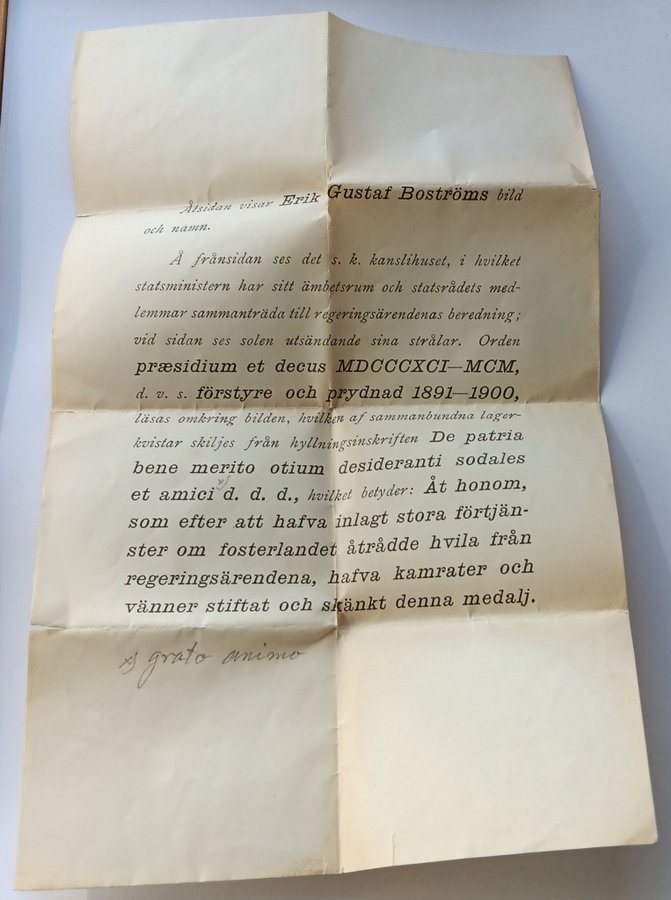 Åtsidan visar Erik Gustaf Boströms bild
och namn.
Å frånsidan ses det s. k. kanslihuset, i hvilket
statsministern har sitt ämbetsrum och statsrådets med-
lemmar sammanträda till regeringsärendenas beredning;
vid sidan ses solen utsändande sina strålar. Orden
præsidium et decus MDCCCXCI—MCM,
d. v. s. förstyre och prydnad 1891—1900,
läsas omkring bilden, hvilken af sammanbundna lager-
kvistar skiljes från hyllningsinskriften De patria
bene merito otium desideranti sodales
et amici x) d. d. d., hvilket betyder: Åt honom,
som efter att hafva inlagt stora förtjän-
ster om fosterlandet åtrådde hvila från
regeringsärendena, hafva kamrater och
vänner stiftat och skänkt denna medalj.
x) grato animo